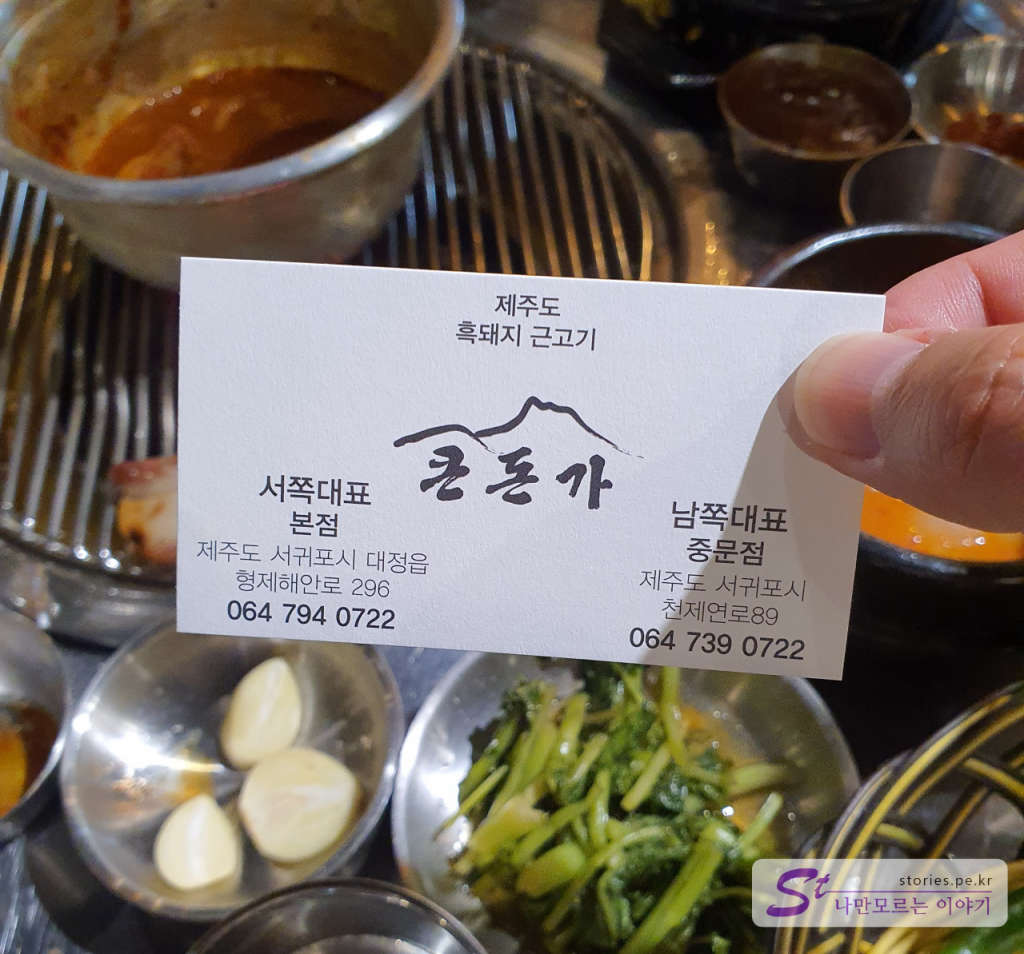 제주도
흑돼지 근고기
큰돈가
서쪽대표
본점
제주도 서귀포시 대정읍
형제해안로 296
064 794 0722
남쪽대표
중문점
제주도 서귀포시
천제연로89
064 739 0722
St
stories.pe.kr
나만모르는 이야기